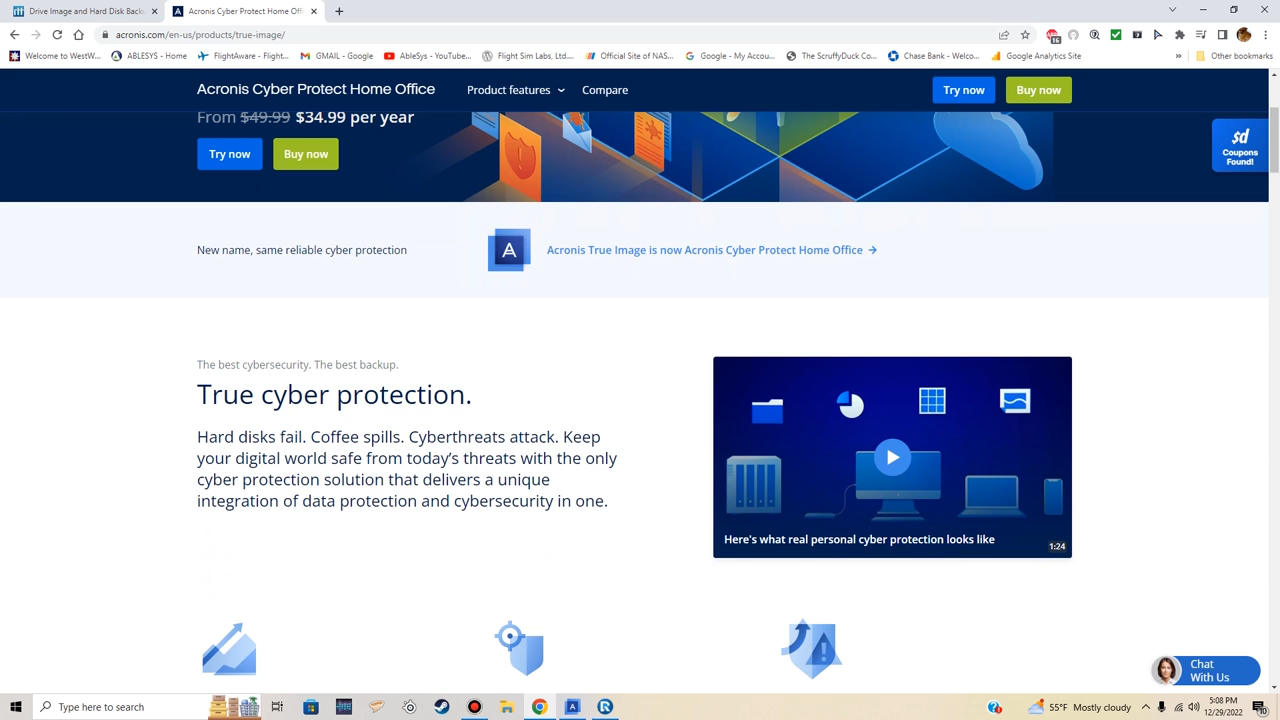 Drive Image and Hard Disk Back
Acronis Cyber Protect Home Off
acronis.com/en-us/products/true-image/
16
Welcome to WestW...
ABLESYS - Home
FlightAware - Flight...
GMAIL - Google
AbleSys - YouTube...
Flight Sim Labs, Ltd....
Official Site of NAS...
Google - My Accou...
The ScruffyDuck Co...
Chase Bank - Welco...
Google Analytics Site
»
Other bookmarks
Acronis Cyber Protect Home Office
Product features
Compare
Try now
Buy now
From $49.99 $34.99 per year
Try now
Buy now
$d
Coupons
Found!
New name, same reliable cyber protection
A
Acronis True Image is now Acronis Cyber Protect Home Office →
The best cybersecurity. The best backup.
True cyber protection.
Hard disks fail. Coffee spills. Cyberthreats attack. Keep
your digital world safe from today's threats with the only
cyber protection solution that delivers a unique
integration of data protection and cybersecurity in one.
Here's what real personal cyber protection looks like
1:24
Chat
With Us
Type here to search
55°F Mostly cloudy
5:08 PM
12/29/2022
10